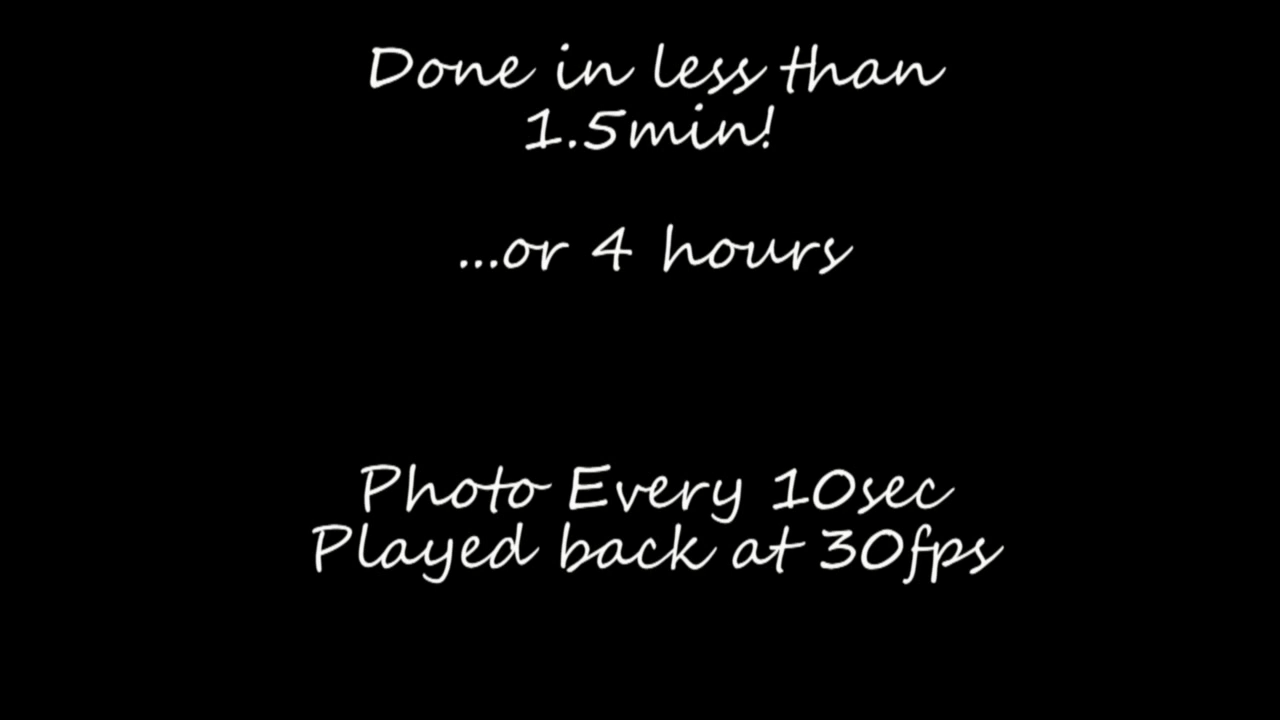 Done in less than
1.5min!
...or 4 hours
Photo Every 10sec
Played back at 30fps